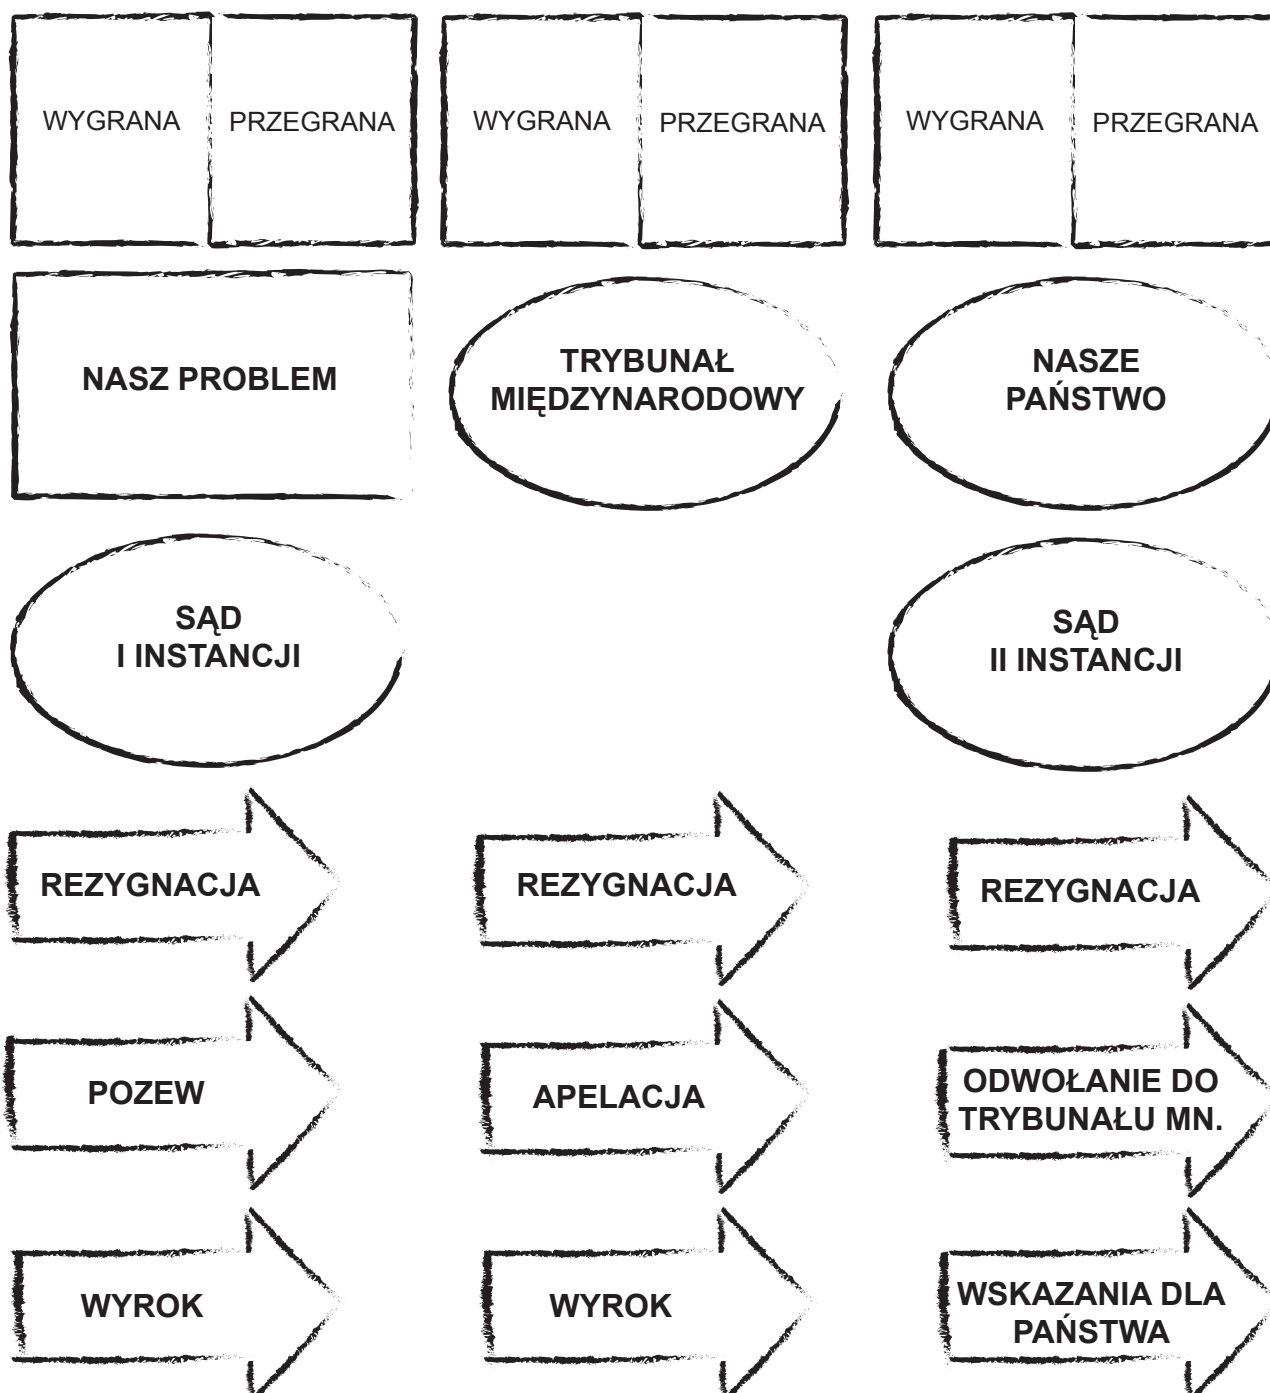 WYGRANA PRZEGRANA WYGRANA PRZEGRANA WYGRANA PRZEGRANA
NASZ PROBLEM
TRYBUNAŁ
MIĘDZYNARODOWY
NASZE
PAŃSTWO
SĄD
I INSTANCJI
SĄD
II INSTANCJI
REZYGNACJA
REZYGNACJA
REZYGNACJA
POZEW
APELACJA
ODWOŁANIE DO
TRYBUNAŁU MN.
WYROK
WYROK
WSKAZANIA DLA
PAŃSTWA